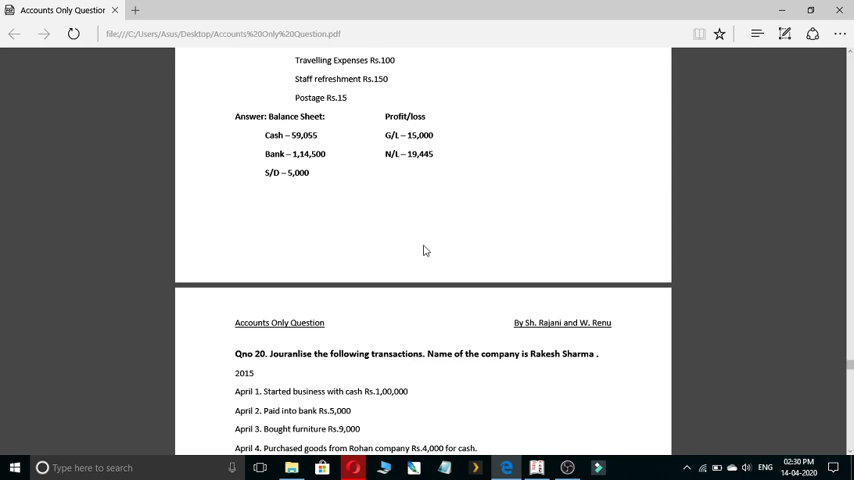 Accounts Only Question
file:///C:/Users/Asus/Desktop/Accounts%20Only%20Question.pdf
Travelling Expenses Rs.100
Staff refreshment Rs.150
Postage Rs.15
Answer: Balance Sheet: Profit/loss
Cash – 59,055 G/L – 15,000
Bank – 1,14,500 N/L – 19,445
S/D – 5,000
Accounts Only Question By Sh. Rajani and W. Renu
Qno 20. Jouranlise the following transactions. Name of the company is Rakesh Sharma .
2015
April 1. Started business with cash Rs.1,00,000
April 2. Paid into bank Rs.5,000
April 3. Bought furniture Rs.9,000
April 4. Purchased goods from Rohan company Rs.4,000 for cash.
Type here to search
ENG
02:30 PM
14-04-2020